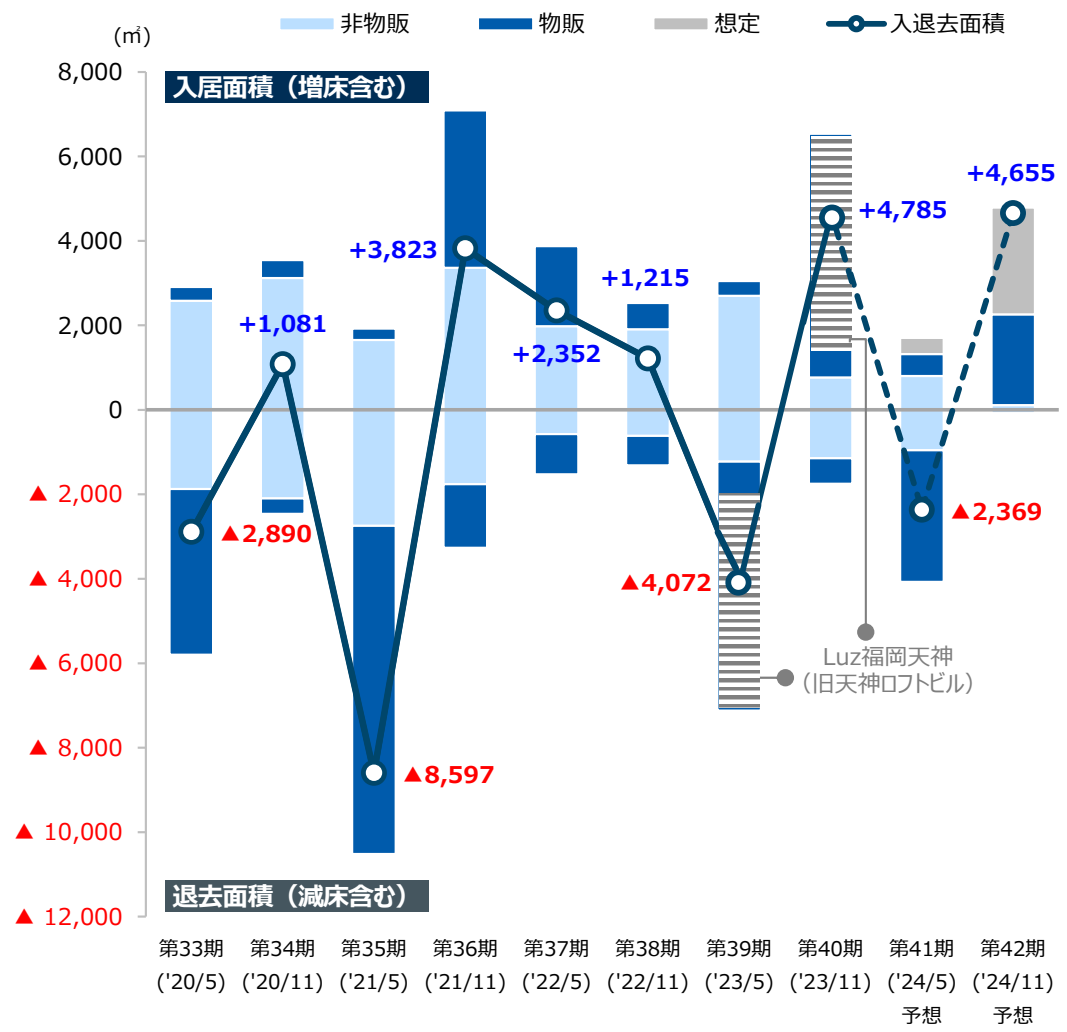 非物販 物販 想定 入退去面積
(㎡)
入居面積（増床含む）
8,000
6,000
4,000
2,000
0
▲ 2,000
▲ 4,000
▲ 6,000
▲ 8,000
▲ 10,000
▲ 12,000
▲2,890
+1,081
▲8,597
+3,823
+2,352
+1,215
▲4,072
+4,785
▲2,369
+4,655
Luz福岡天神
（旧天神ロフトビル）
退去面積（減床含む）
第33期 第34期 第35期 第36期 第37期 第38期 第39期 第40期 第41期 第42期
('20/5) ('20/11) ('21/5) ('21/11) ('22/5) ('22/11) ('23/5) ('23/11) ('24/5) ('24/11)
予想 予想